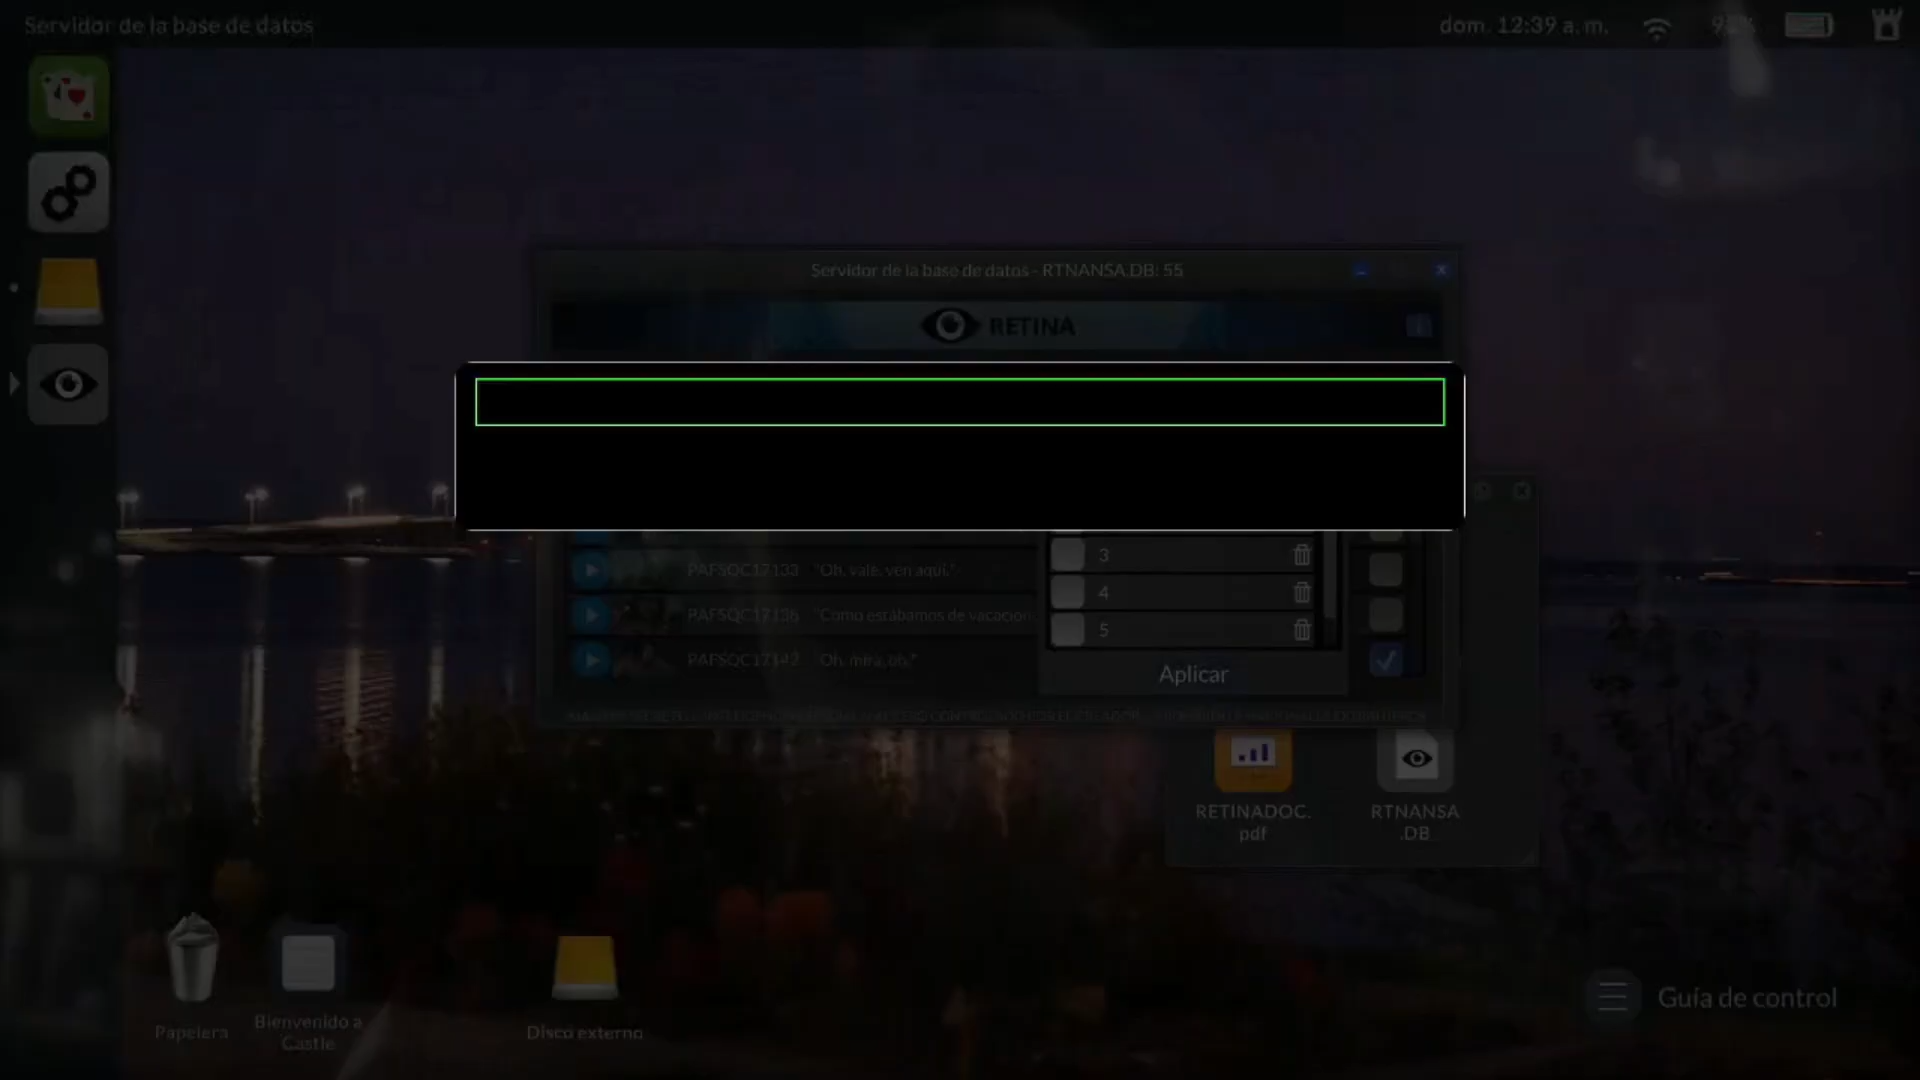 Servidor de la base de datos
dom. 12:39 a. m.
Servidor de la base de datos - RTNANSA.DB: 55
RETINA
3
PAFSQC17133 "Oh, vale, ven aquí."
4
PAFSQC17136 "Como estábamos de vacacion
5
PAFSQC17142 "Oh, mira, oh."
Aplicar
RETINADOC.
pdf
RTNANSA
.DB
Papelera
Bienvenido a
Castle
Disco externo
Guía de control